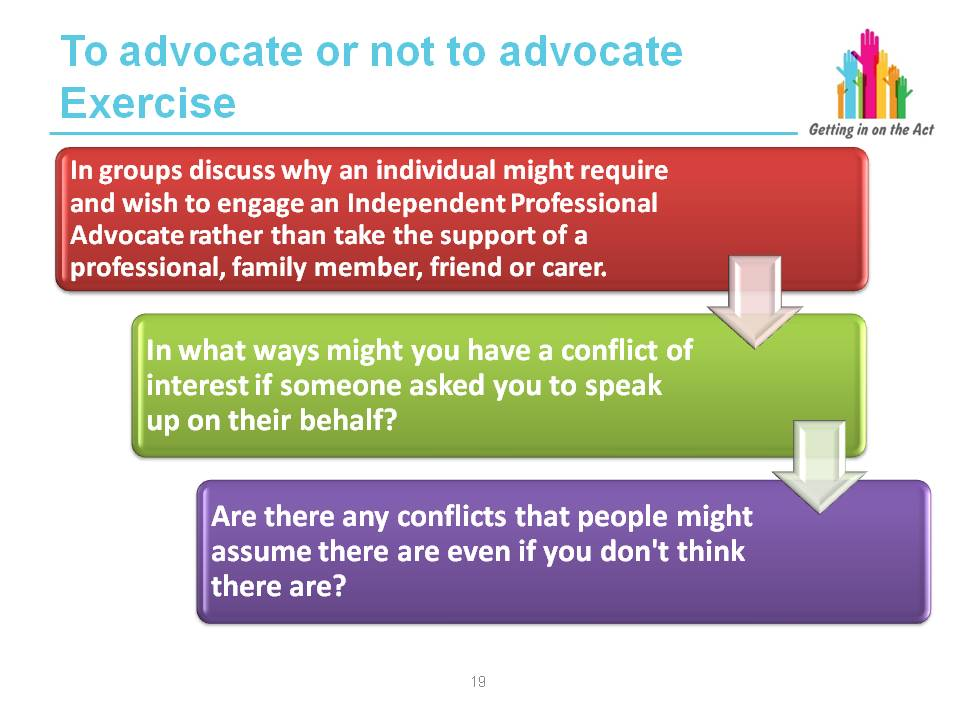 To advocate or not to advocate
Exercise
Getting in on the Act
In groups discuss why an individual might require
and wish to engage an Independent Professional
Advocate rather than take the support of a
professional, family member, friend or carer.
In what ways might you have a conflict of
interest if someone asked you to speak
up on their behalf?
Are there any conflicts that people might
assume there are even if you don't think
there are?
19